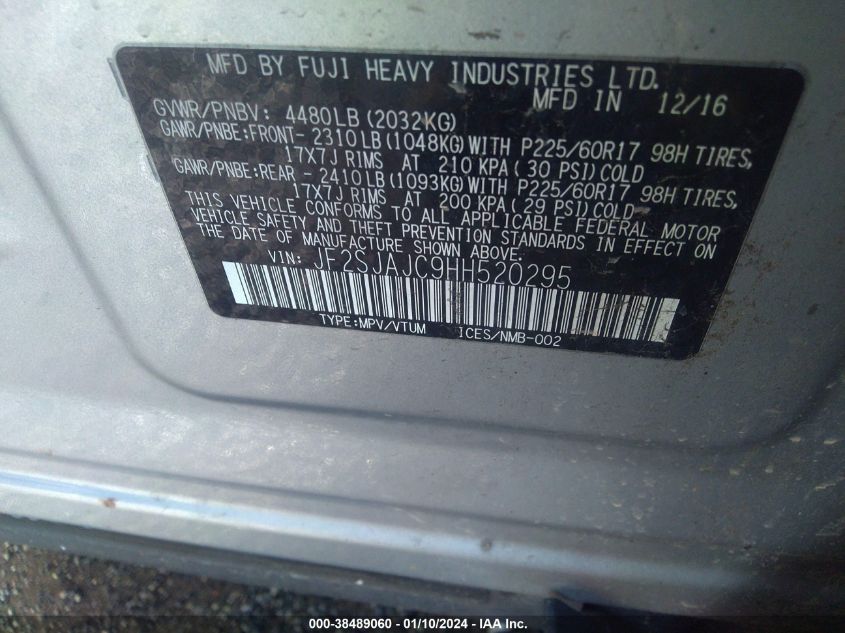 MFD BY FUJI HEAVY INDUSTRIES LTD.
MFD IN 12/16
GVWR/PNBV: 4480LB (2032KG)
GAWR/PNBE:FRONT- 2310LB (1048KG) WITH P225/60R17 98H TIRES,
17X7J RIMS AT 210 KPA (30 PSI) COLD
GAWR/PNBE:REAR - 2410LB (1093KG) WITH P225/60R17 98H TIRES,
17X7J RIMS AT 200 KPA (29 PSI) COLD
THIS VEHICLE CONFORMS TO ALL APPLICABLE FEDERAL MOTOR
VEHICLE SAFETY AND THEFT PREVENTION STANDARDS IN EFFECT ON
THE DATE OF MANUFACTURE SHOWN ABOVE.
VIN: JF2SJAJC9HH520295
TYPE:MPV/VTUM ICES/NMB-002
000-38489060 - 01/10/2024 - IAA Inc.